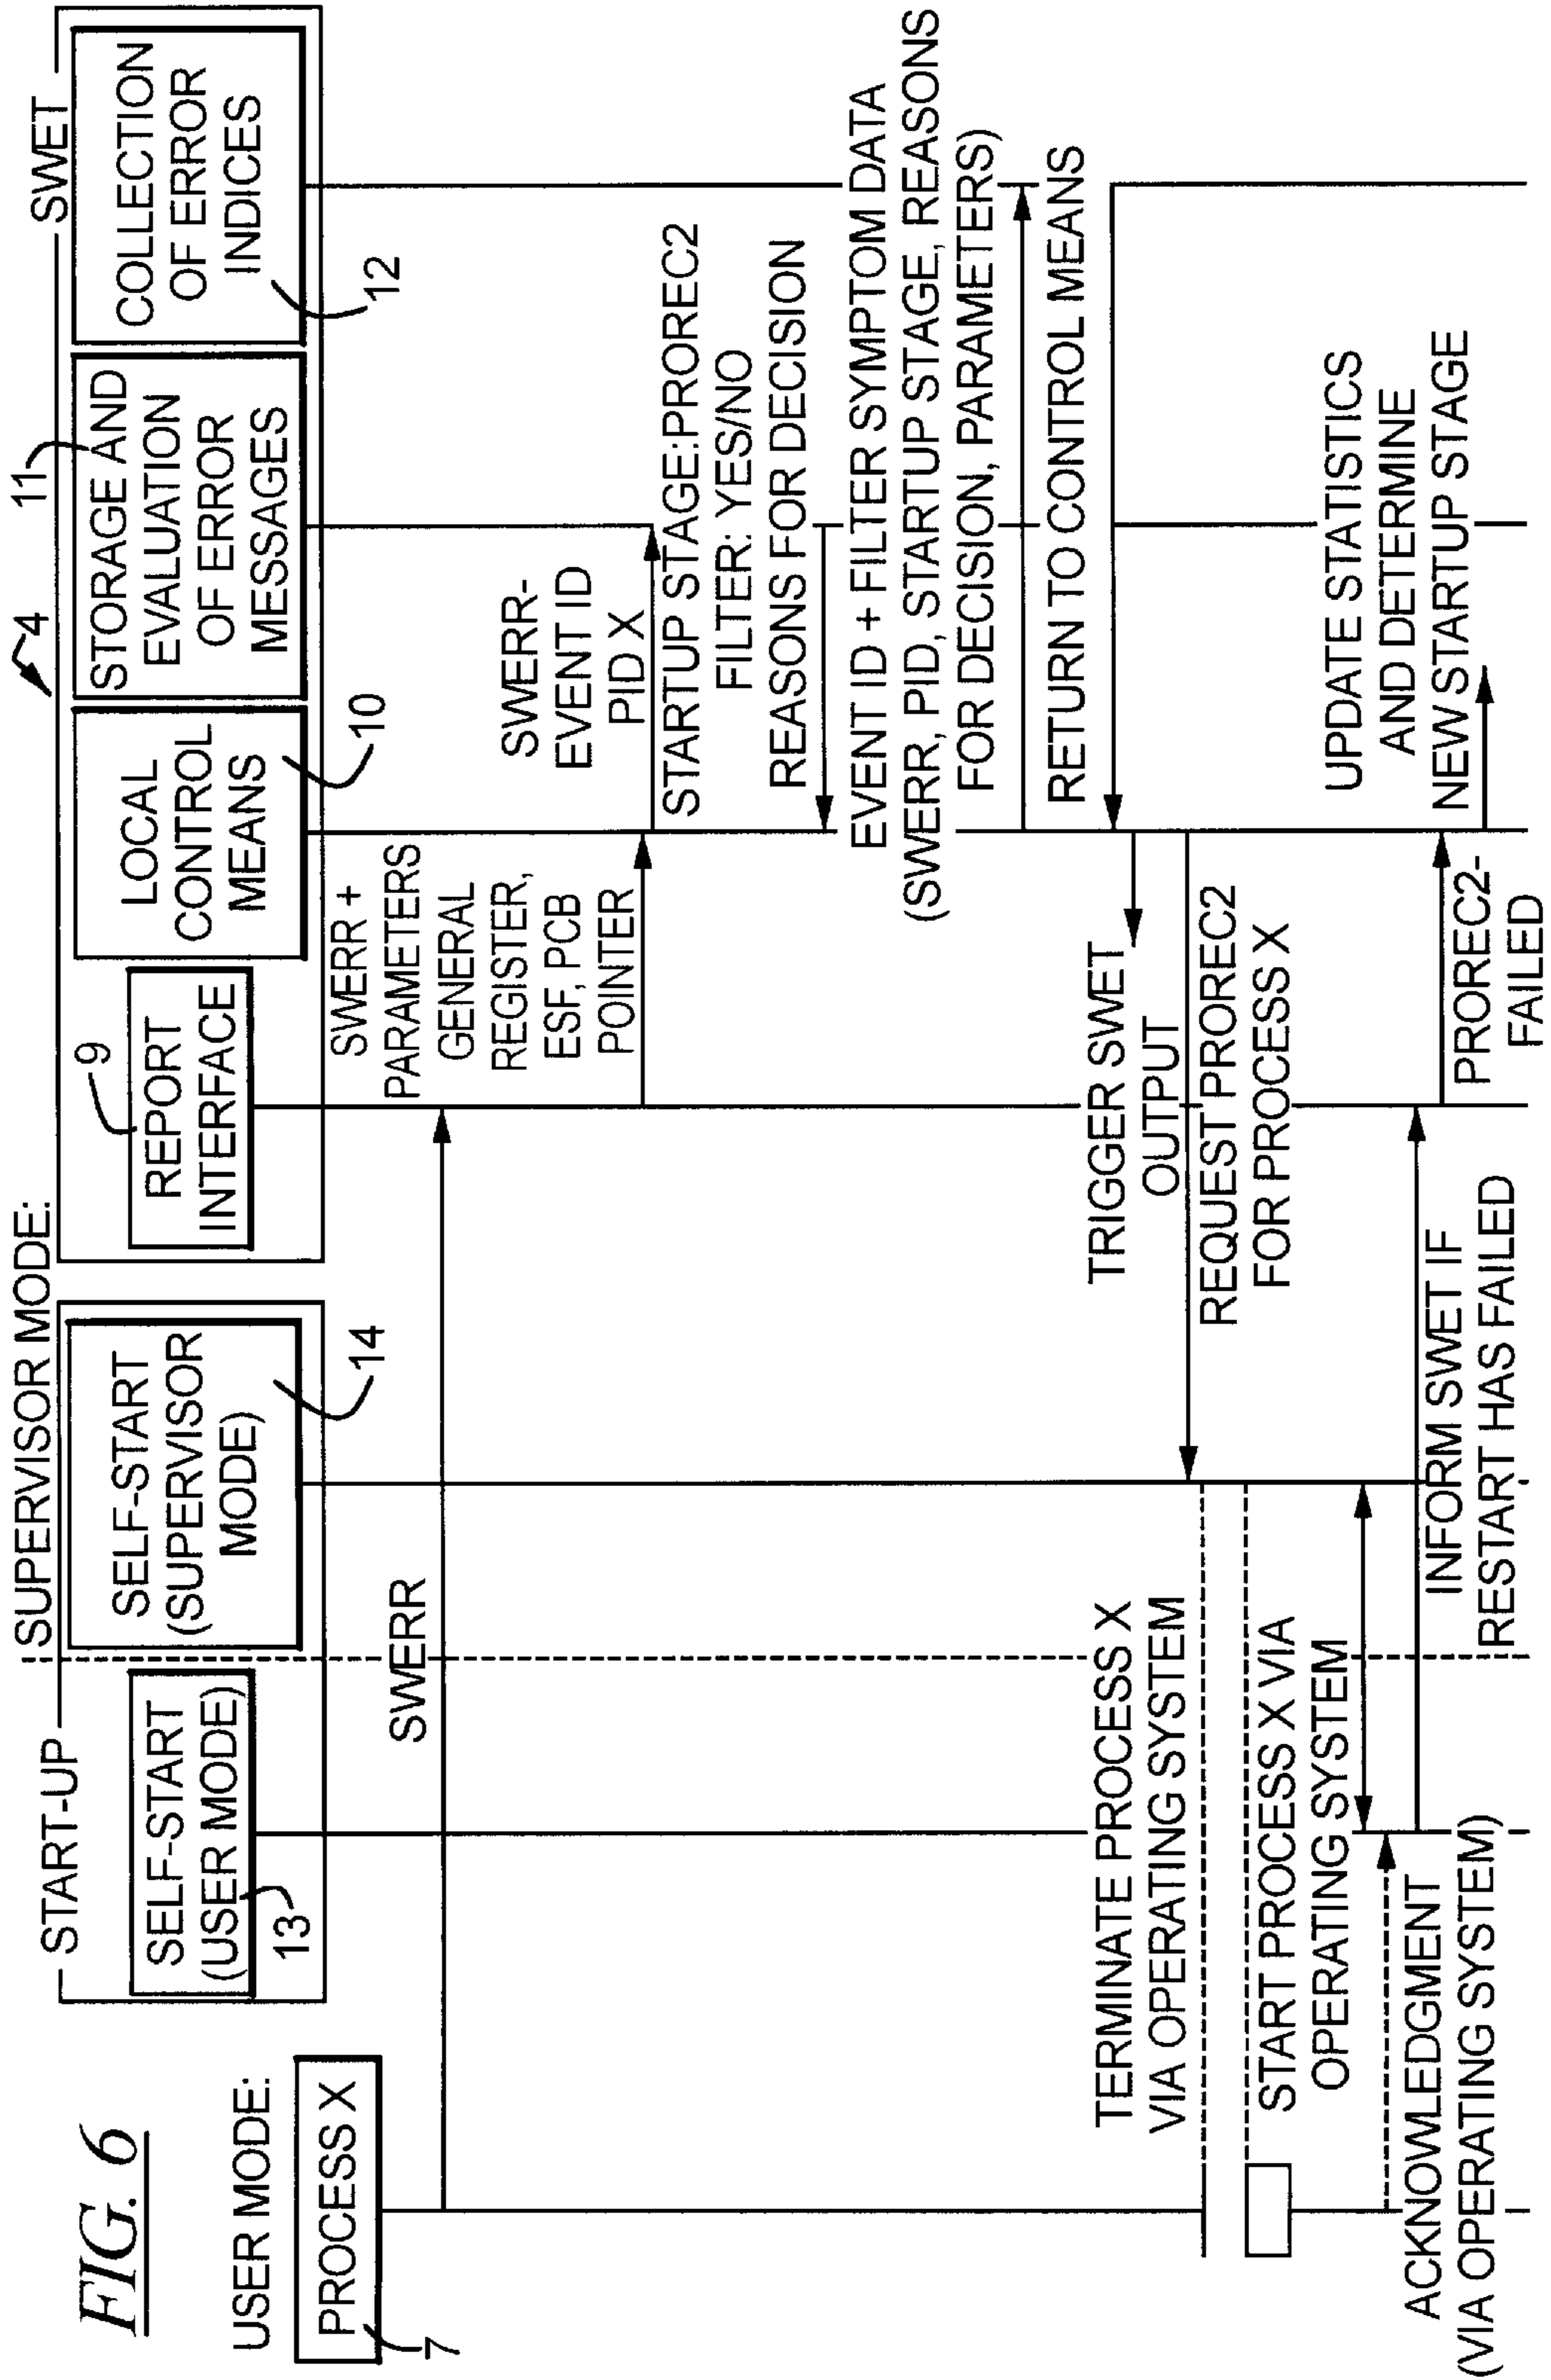 FIG. 6
USER MODE:
PROCESS X
7
START-UP
SELF-START
(USER MODE)
13
SUPERVISOR MODE:
SELF-START
(SUPERVISOR
MODE)
14
4
SWET
REPORT
INTERFACE
9
LOCAL
CONTROL
MEANS
10
STORAGE AND
EVALUATION
OF ERROR
MESSAGES
11
COLLECTION
OF ERROR
INDICES
12
SWERR
SWERR +
PARAMETERS
GENERAL
REGISTER,
ESF, PCB
POINTER
SWERR-
EVENT ID
PID X
STARTUP STAGE:PROREC2
FILTER: YES/NO
REASONS FOR DECISION
EVENT ID + FILTER SYMPTOM DATA
(SWERR, PID, STARTUP STAGE, REASONS
FOR DECISION, PARAMETERS)
RETURN TO CONTROL MEANS
TRIGGER SWET
OUTPUT
REQUEST PROREC2
FOR PROCESS X
TERMINATE PROCESS X
VIA OPERATING SYSTEM
START PROCESS X VIA
OPERATING SYSTEM
ACKNOWLEDGMENT
(VIA OPERATING SYSTEM)
INFORM SWET IF
RESTART HAS FAILED
PROREC2-
FAILED
UPDATE STATISTICS
AND DETERMINE
NEW STARTUP STAGE